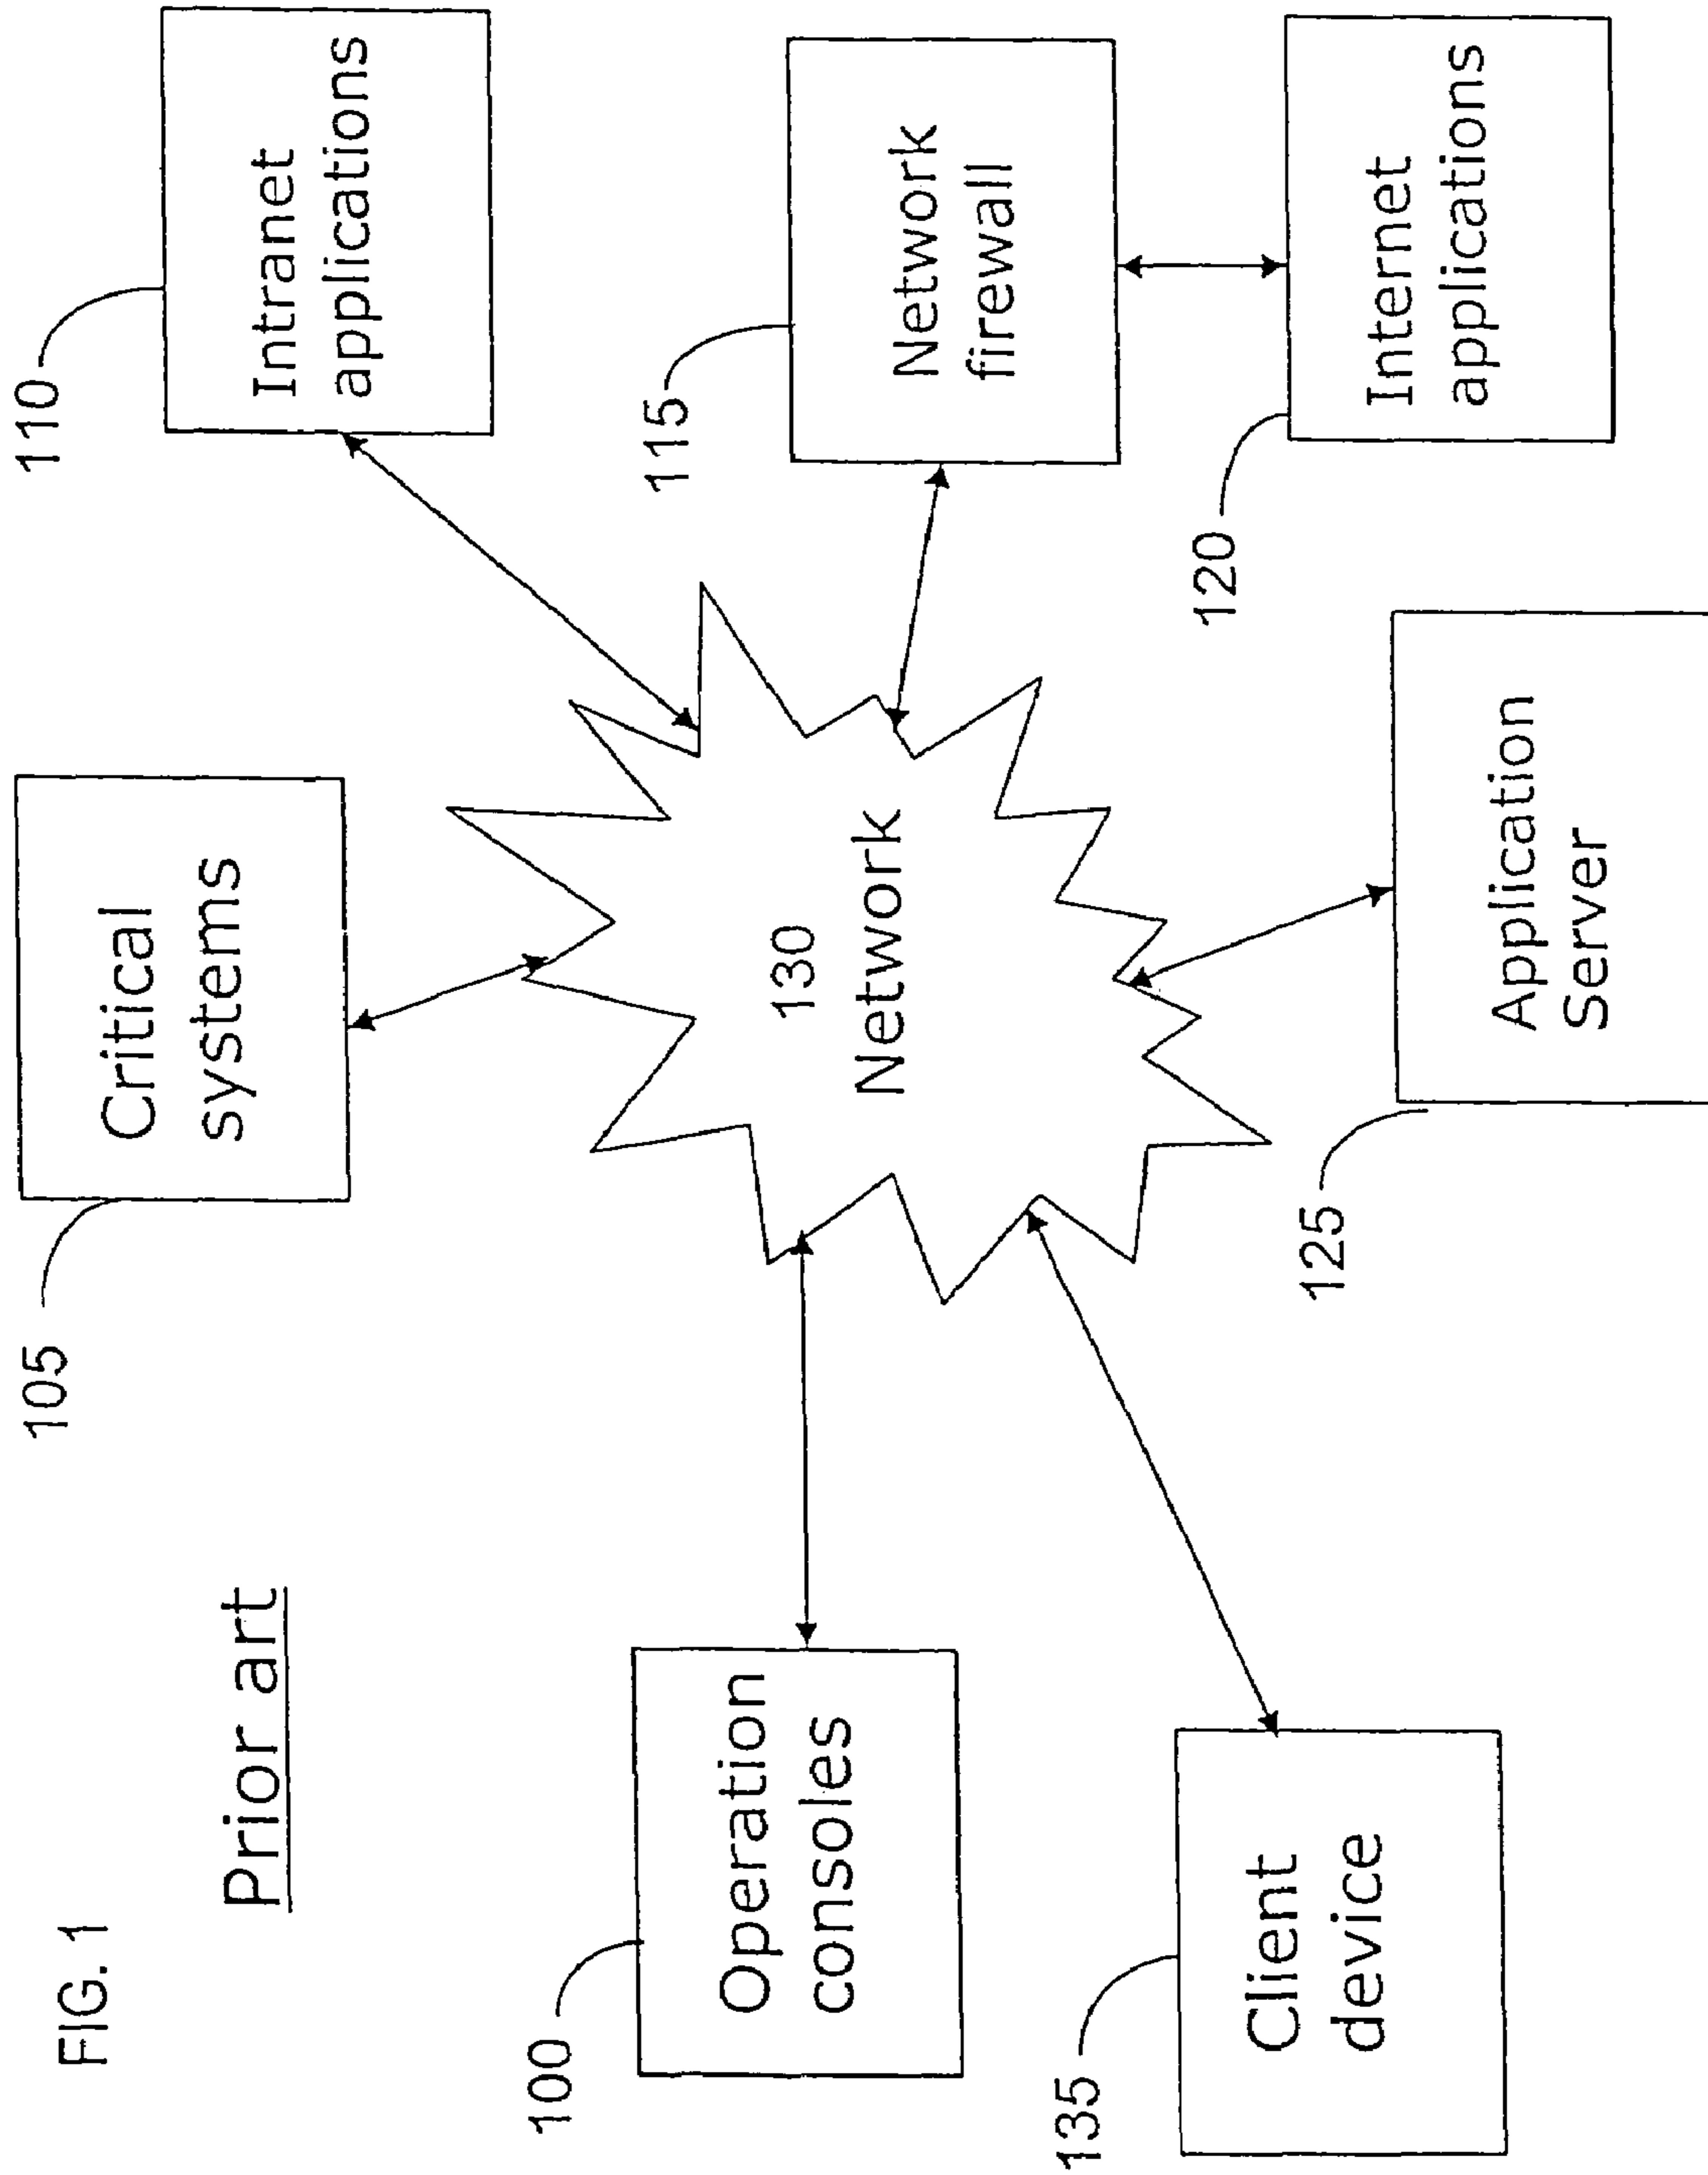 FIG. 1
Prior art
105
Critical
systems
110
Intranet
applications
100
Operation
consoles
130
Network
115
Network
firewall
135
Client
device
125
Application
Server
120
Internet
applications